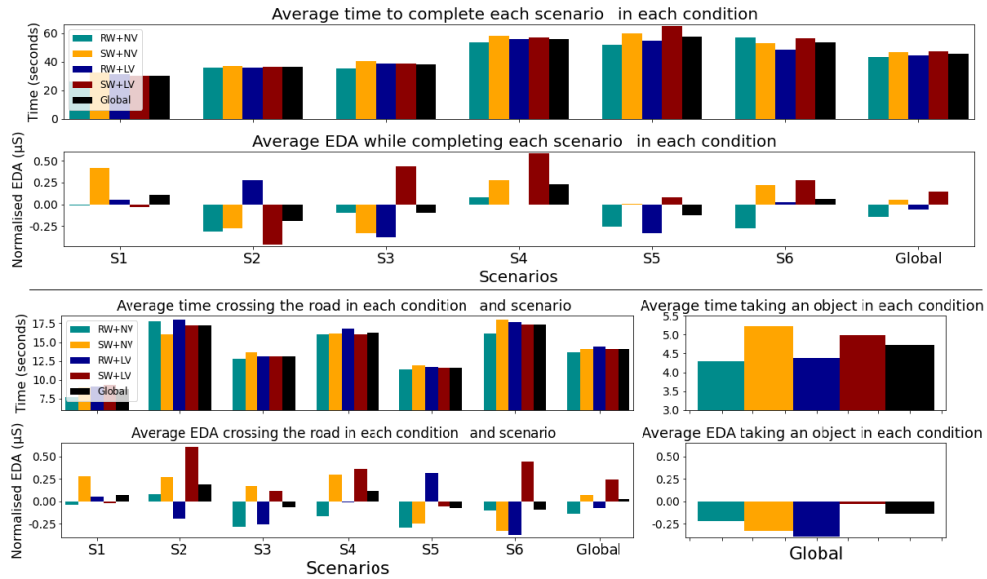 Average time to complete each scenario in each condition
Time (seconds)
60
40
20
0
RW+NV
SW+NV
RW+LV
SW+LV
Global
Average EDA while completing each scenario in each condition
Normalised EDA (µS)
0.50
0.25
0.00
-0.25
S1 S2 S3 S4 S5 S6 Global
Scenarios
Average time crossing the road in each condition and scenario
Time (seconds)
17.5
15.0
12.5
10.0
7.5
RW+NV
SW+NV
RW+LV
SW+LV
Global
Average time taking an object in each condition
5.5
5.0
4.5
4.0
3.5
3.0
Average EDA crossing the road in each condition and scenario
Normalised EDA (µS)
0.50
0.25
0.00
-0.25
S1 S2 S3 S4 S5 S6 Global
Scenarios
Average EDA taking an object in each condition
0.50
0.25
0.00
-0.25
Global